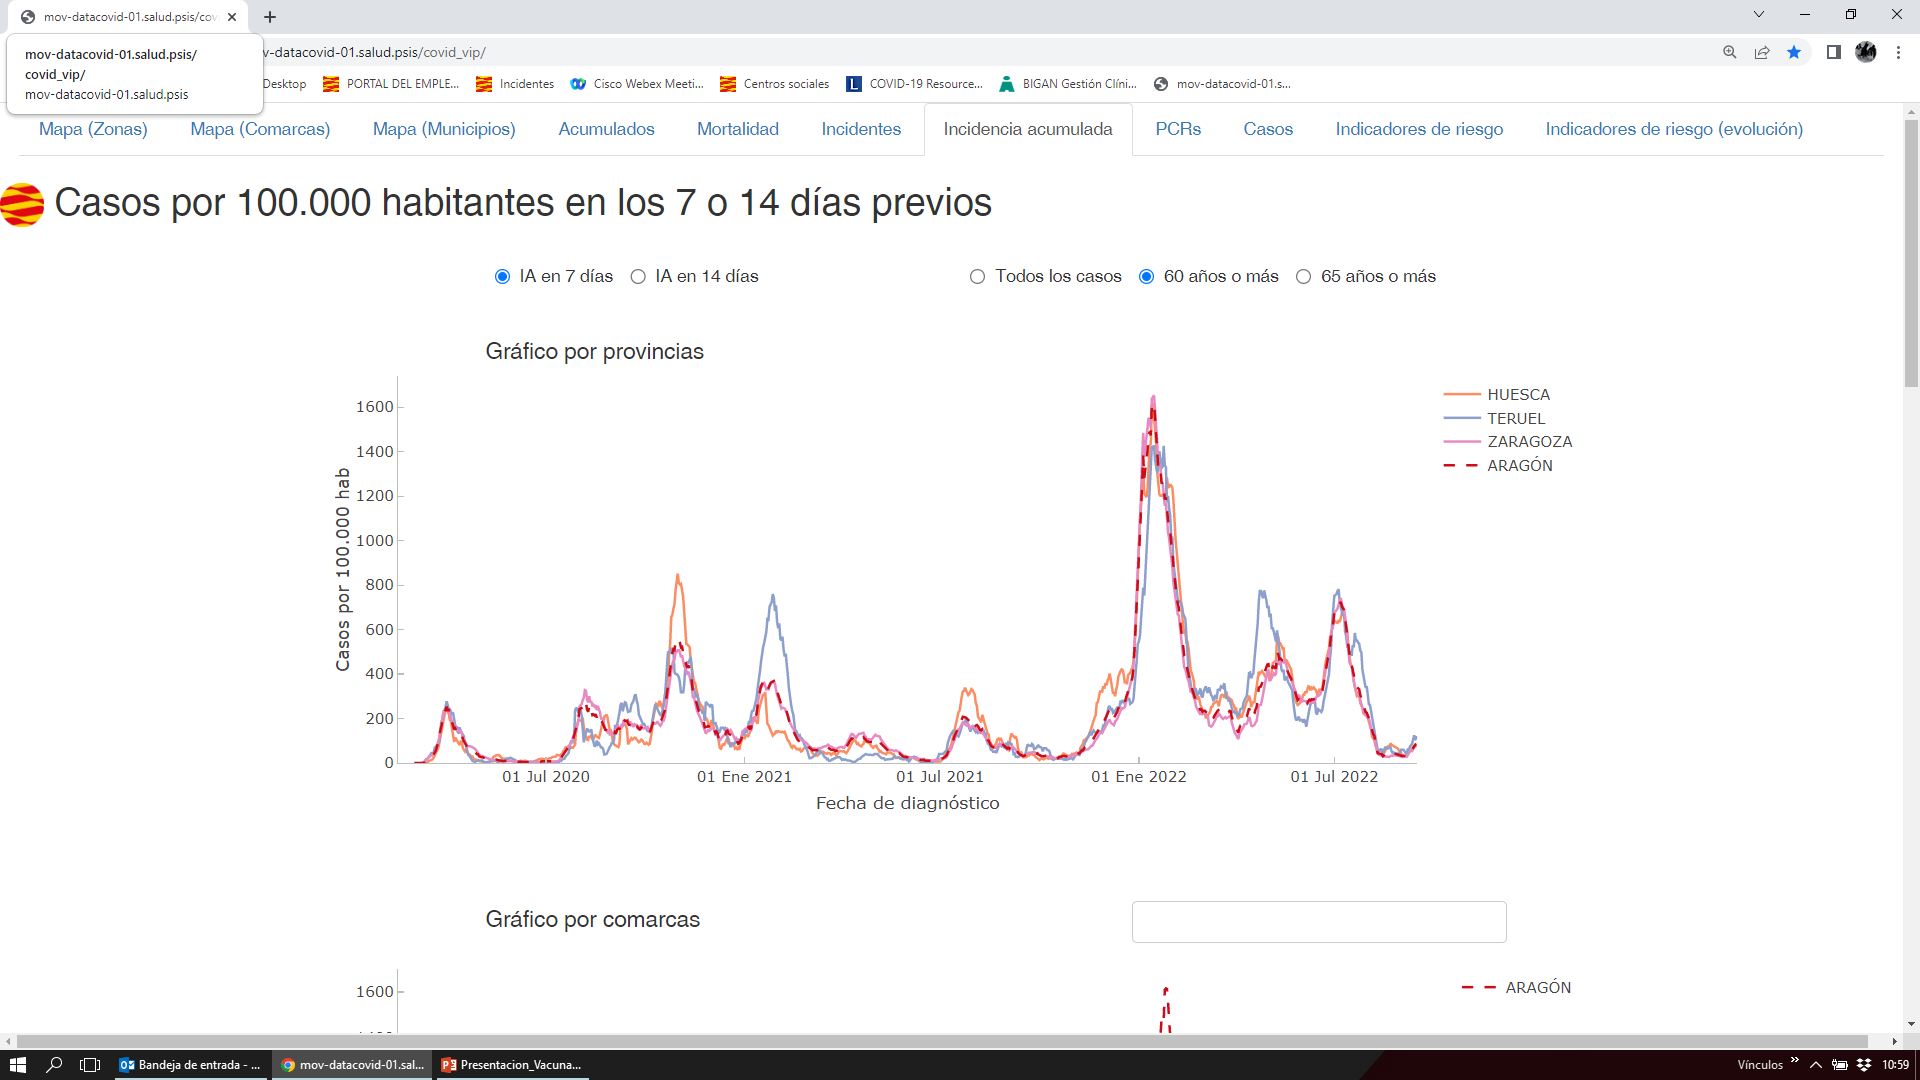 mov-datacovid-01.salud.psis/cov
mov-datacovid-01.salud.psis/
covid_vip/
mov-datacovid-01.salud.psis
v-datacovid-01.salud.psis/covid_vip/
Desktop
PORTAL DEL EMPLE...
Incidentes
Cisco Webex Meeti...
Centros sociales
L
COVID-19 Resource...
BIGAN Gestión Clíni...
mov-datacovid-01.s...
Mapa (Zonas)
Mapa (Comarcas)
Mapa (Municipios)
Acumulados
Mortalidad
Incidentes
Incidencia acumulada
PCRs
Casos
Indicadores de riesgo
Indicadores de riesgo (evolución)
Casos por 100.000 habitantes en los 7 o 14 días previos
IA en 7 días
IA en 14 días
Todos los casos
60 años o más
65 años o más
Gráfico por provincias
1600
1400
1200
1000
800
600
400
200
0
Casos por 100.000 hab
01 Jul 2020
01 Ene 2021
01 Jul 2021
01 Ene 2022
01 Jul 2022
Fecha de diagnóstico
HUESCA
TERUEL
ZARAGOZA
ARAGÓN
Gráfico por comarcas
1600
ARAGÓN
Bandeja de entrada - ...
mov-datacovid-01.sal...
Presentacion_Vacuna...
Vínculos
10:59